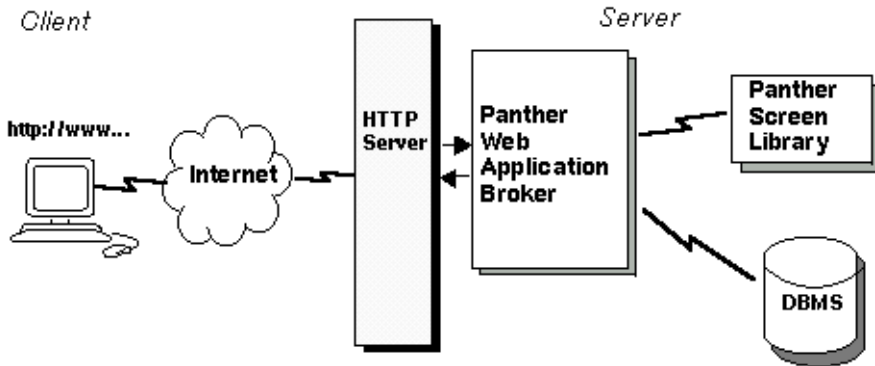 Client
Server
http://www...
Internet
HTTP
Server
Panther
Web
Application
Broker
Panther
Screen
Library
DBMS